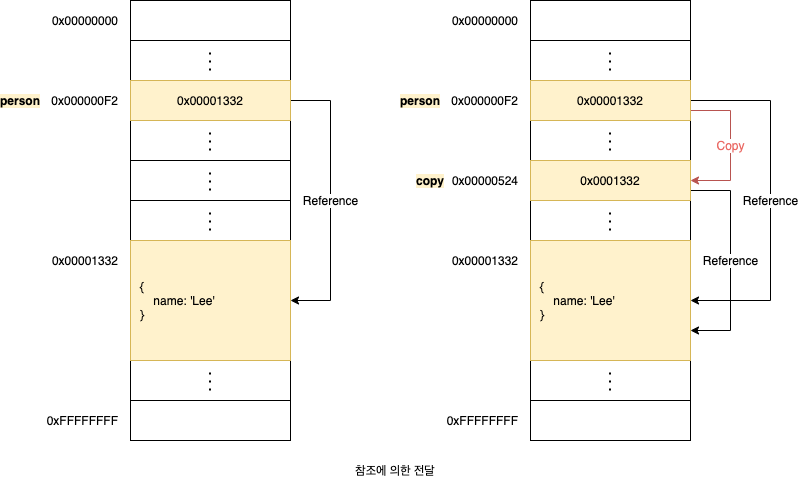 0x00000000
person 0x000000F2 0x00001332
Reference
0x00001332
{
name: 'Lee'
}
0xFFFFFFFF
0x00000000
person 0x000000F2 0x00001332
Copy
copy 0x00000524 0x0001332
Reference
Reference
0x00001332
{
name: 'Lee'
}
0xFFFFFFFF
참조에 의한 전달